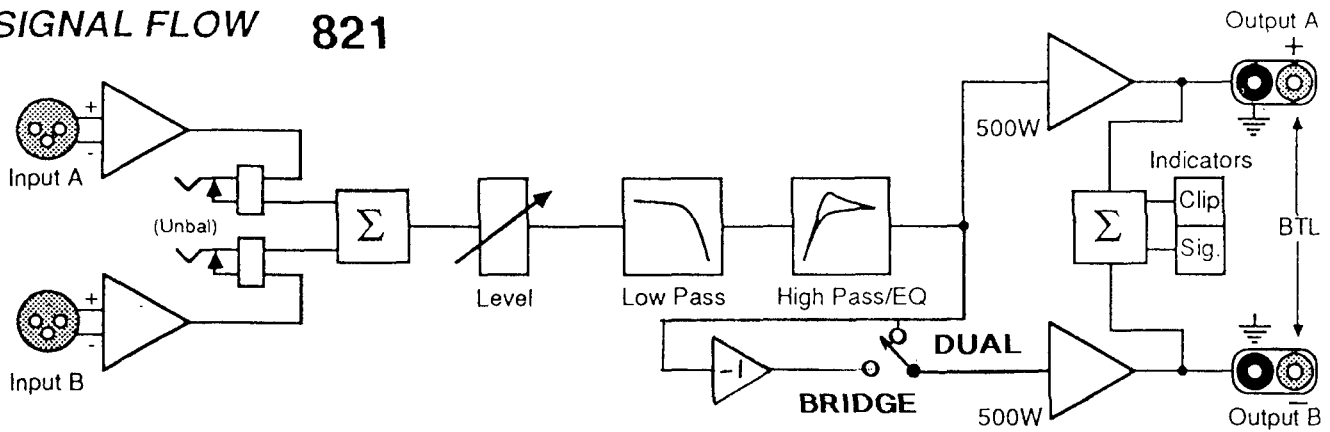 SIGNAL FLOW 821
Output A
+
+
-
Input A
500W
Indicators
Clip
Sig.
BTL
(Unbal)
Σ
Σ
Level
Low Pass
High Pass/EQ
+
-
Input B
-1
DUAL
BRIDGE
500W
-
Output B